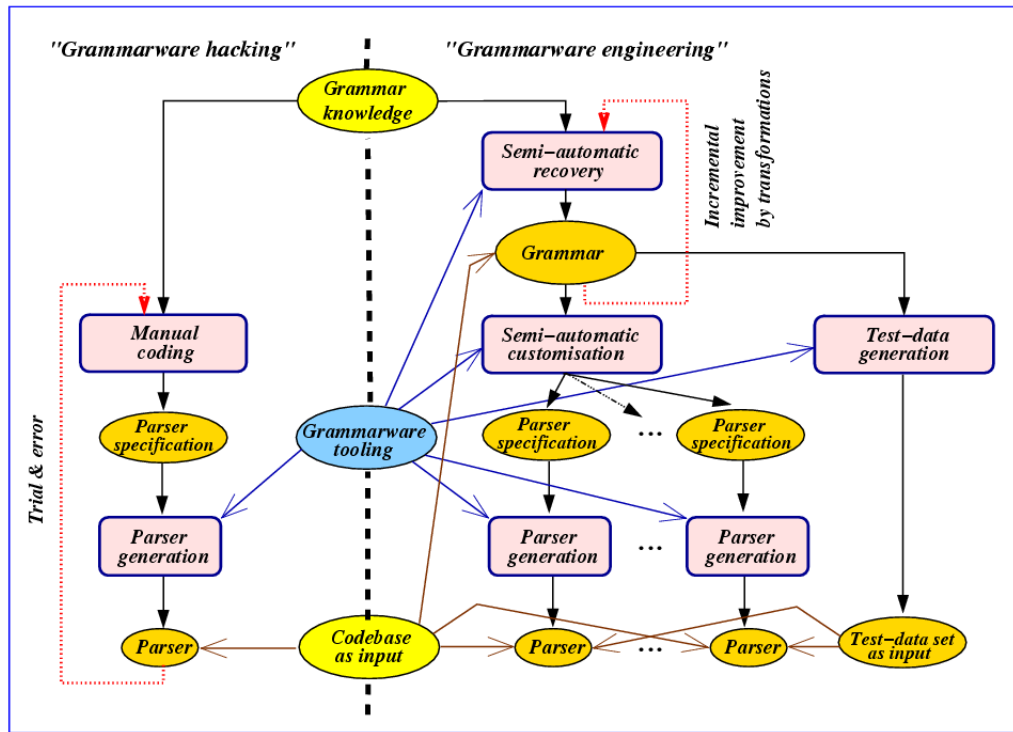 "Grammarware hacking"
"Grammarware engineering"
Grammar
knowledge
Semi-automatic
recovery
Incremental
improvement
by transformations
Grammar
Manual
coding
Semi-automatic
customisation
Test-data
generation
Trial & error
Parser
specification
Grammarware
tooling
Parser
specification
...
Parser
specification
Parser
generation
Parser
generation
...
Parser
generation
Parser
Codebase
as input
Parser
...
Parser
Test-data set
as input